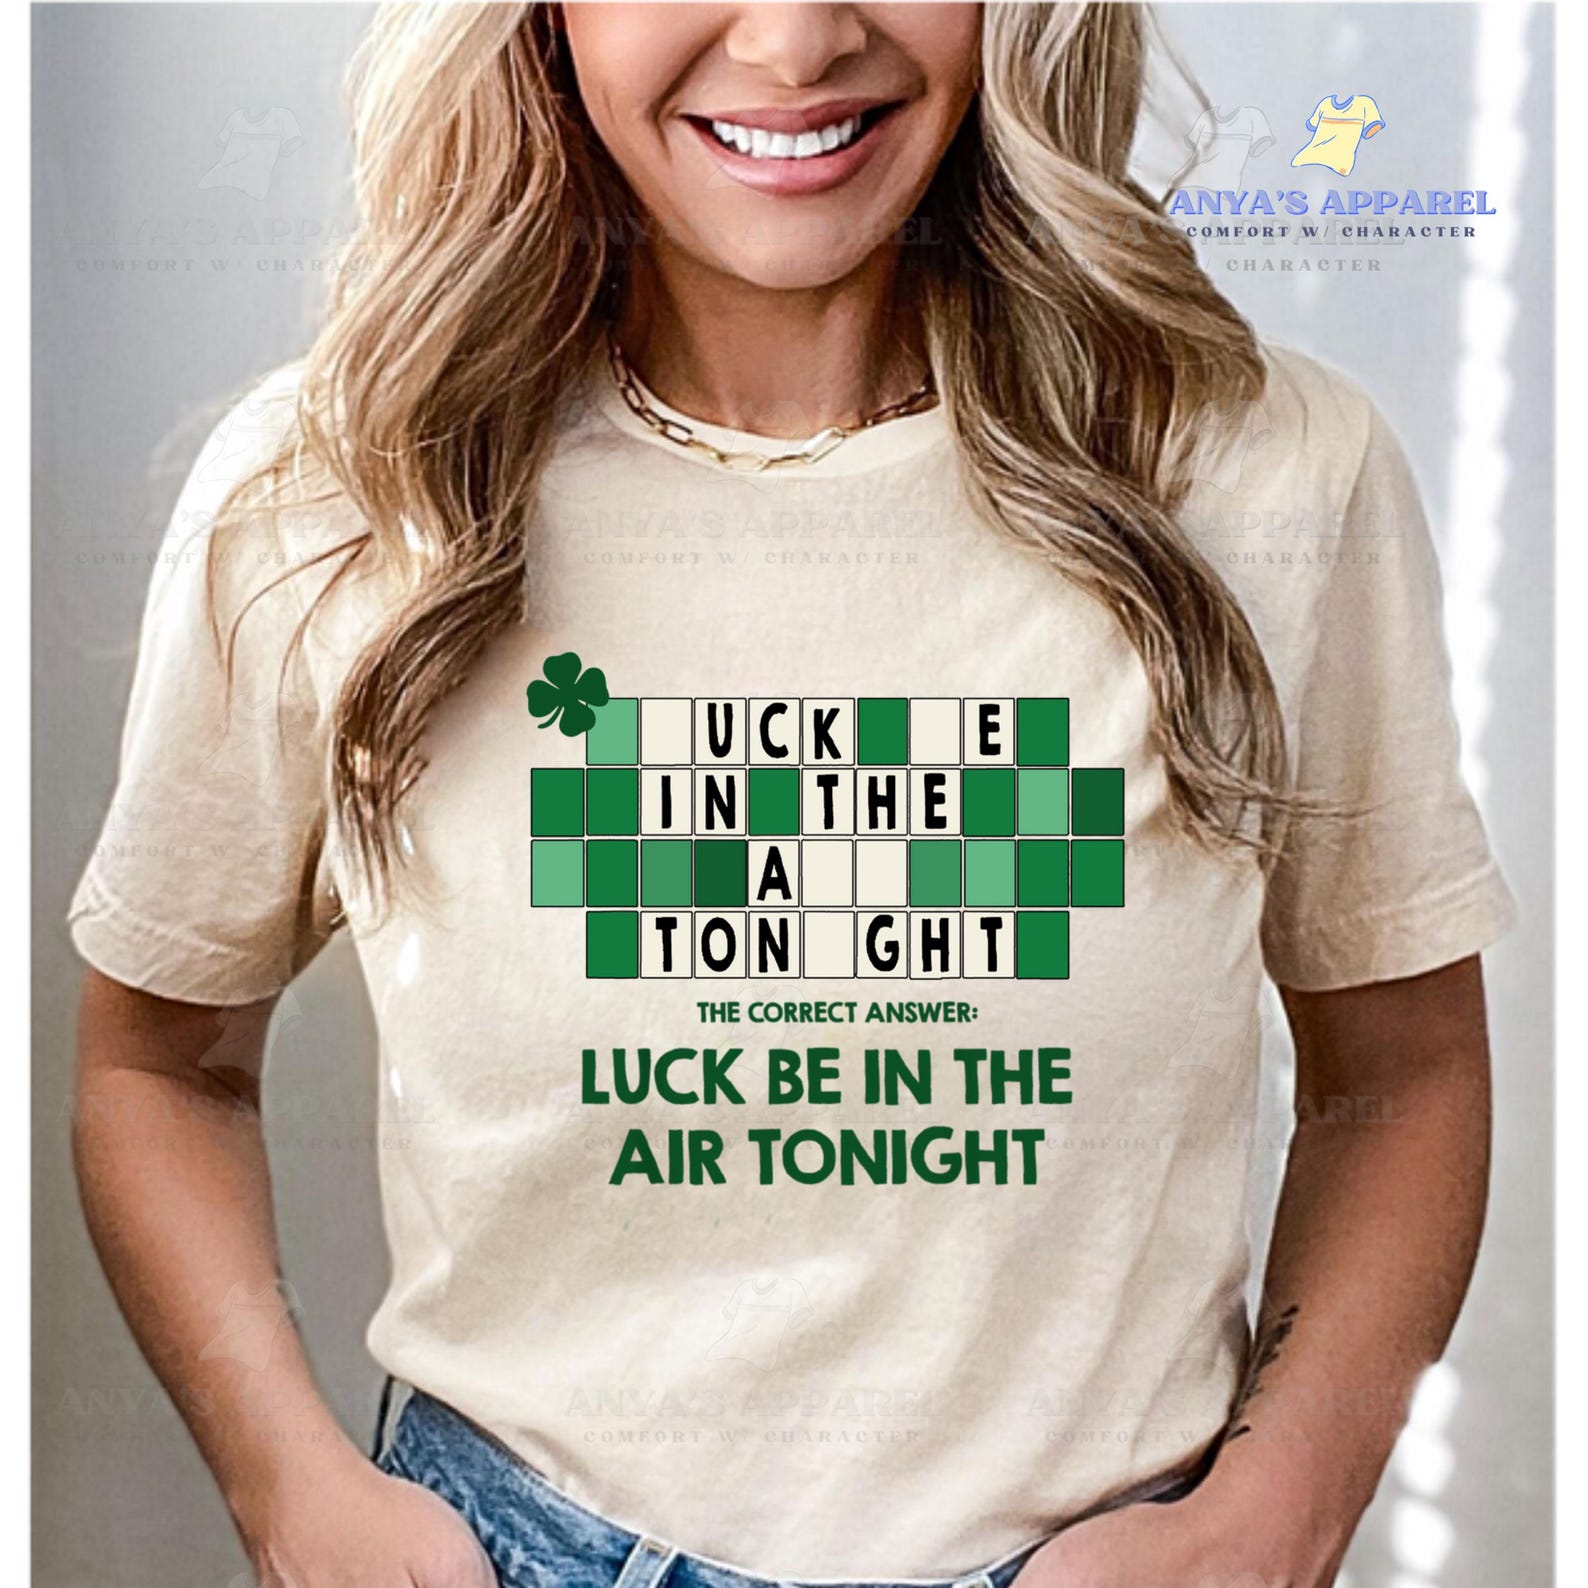 ANYA'S APPAREL
COMFORT W/ CHARACTER
UCK E
IN THE
A
TON GHT
THE CORRECT ANSWER:
LUCK BE IN THE
AIR TONIGHT